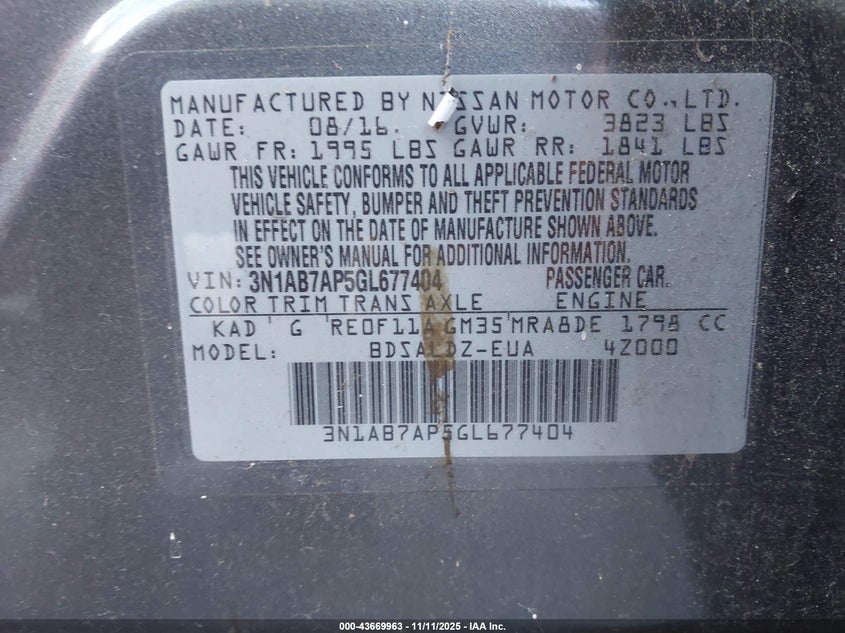 MANUFACTURED BY NISSAN MOTOR CO.,LTD.
DATE: 08/16. GVWR: 3823 LBS
GAWR FR: 1995 LBS GAWR RR: 1841 LBS
THIS VEHICLE CONFORMS TO ALL APPLICABLE FEDERAL MOTOR
VEHICLE SAFETY, BUMPER AND THEFT PREVENTION STANDARDS
IN EFFECT ON THE DATE OF MANUFACTURE SHOWN ABOVE.
SEE OWNER'S MANUAL FOR ADDITIONAL INFORMATION.
VIN: 3N1AB7AP5GL677404 PASSENGER CAR.
COLOR TRIM TRANS AXLE ENGINE
KAD G RE0F11A GM35 MRA8DE 1798 CC
MODEL: BDSALDZ-EUA 4Z000
3N1AB7AP5GL677404
000-43669963 - 11/11/2025 - IAA Inc.